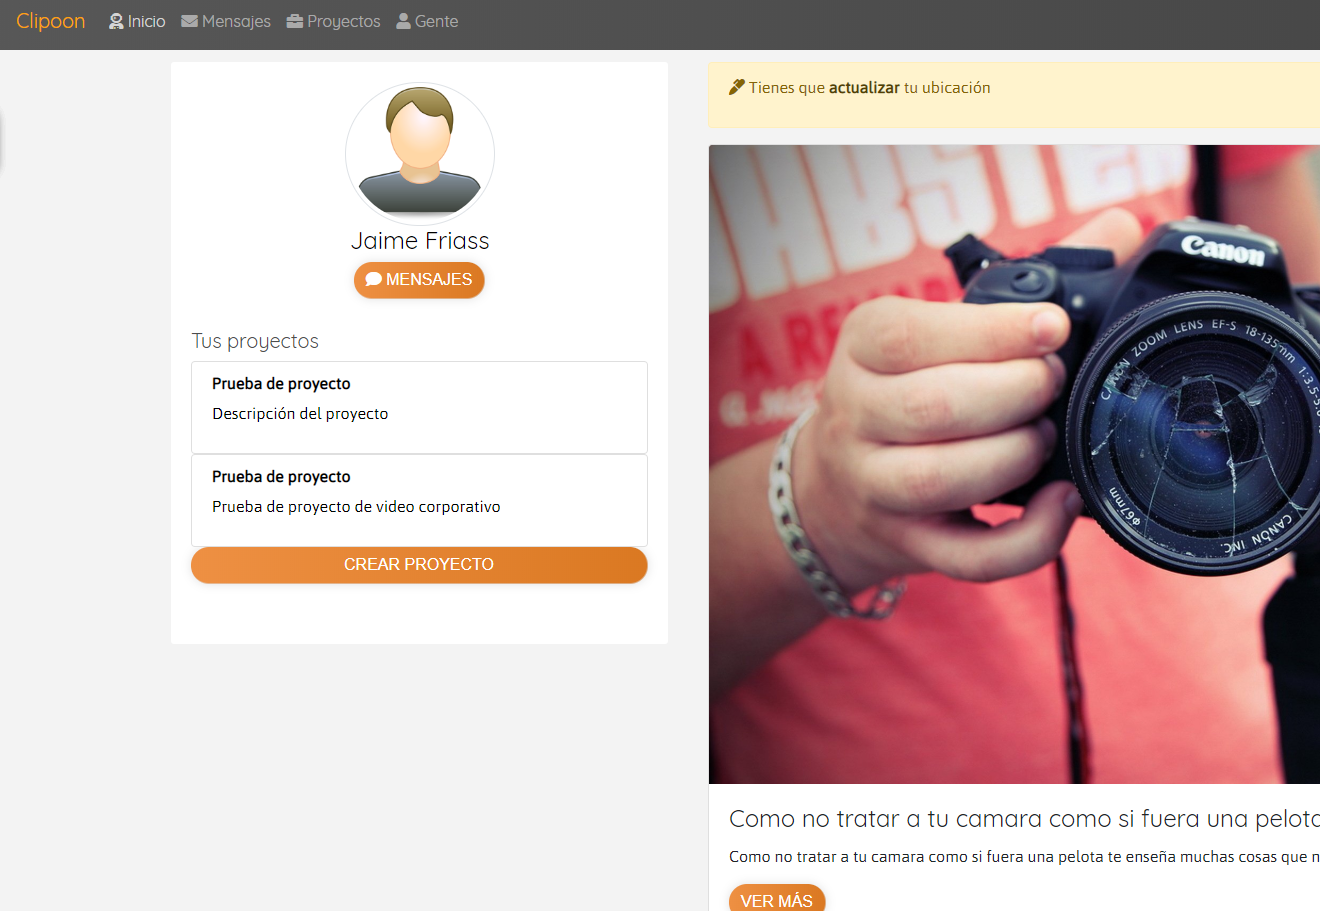 Clipoon Inicio Mensajes Proyectos Gente
Jaime Friass
MENSAJES
Tus proyectos
Prueba de proyecto
Descripción del proyecto
Prueba de proyecto
Prueba de proyecto de video corporativo
CREAR PROYECTO
Tienes que actualizar tu ubicación
Canon
CANON ZOOM LENS EF-S 18-135mm 1:3.5-5.6
Ø67mm
CANON INC.
A RE
Como no tratar a tu camara como si fuera una pelota
Como no tratar a tu camara como si fuera una pelota te enseña muchas cosas que n
VER MÁS